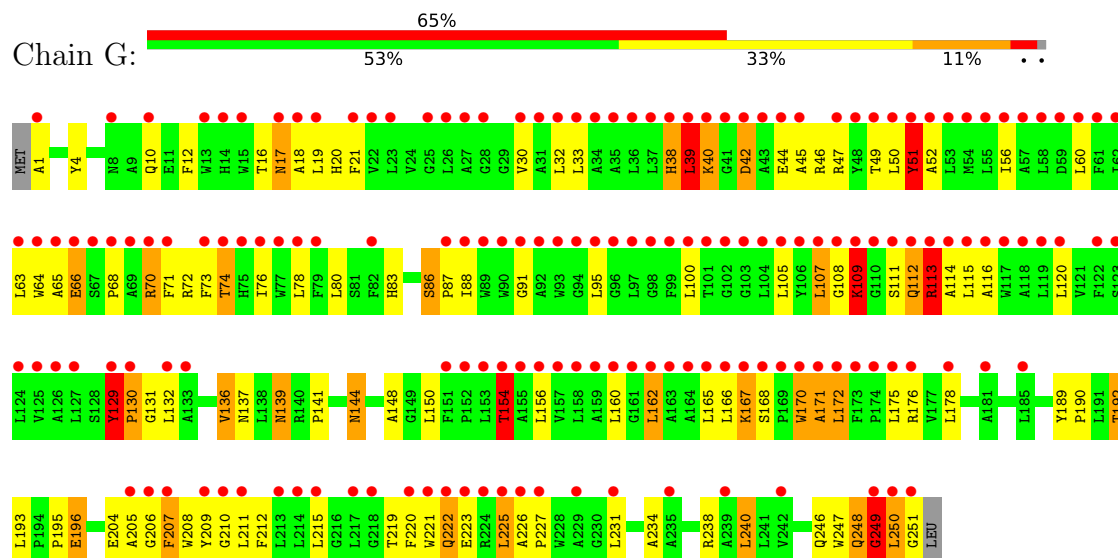 65%
Chain G:
53% 33% 11% . .
MET A1 Y4 N8 A9 Q10 E11 F12 W13 H14 W15 T16 N17 A18 L19 H20 F21 V22 L23 V24 G25 L26 A27 G28 G29 V30 A31 L32 L33 A34 A35 L36 L37 H38 L39 K40 G41 D42 A43 E44 A45 R46 R47 Y48 T49 L50 Y51 A52 L53 M54 L55 I56 A57 L58 D59 L60 F61 I62
L63 W64 A65 E66 S67 P68 A69 R70 F71 R72 F73 T74 H75 I76 W77 L78 F79 L80 S81 F82 H83 S86 P87 I88 W89 W90 G91 A92 W93 G94 L95 G96 L97 G98 F99 L100 T101 G102 G103 L104 L105 Y106 L107 G108 K109 G110 S111 Q112 R113 A114 L115 A116 W117 A118 L119 L120 V121 F122 S123
L124 V125 A126 L127 S128 Y129 P130 G131 L132 A133 V136 N137 L138 N139 R140 P141 N144 A148 G149 L150 F151 P152 L153 T154 A155 L156 V157 L158 A159 L160 G161 L162 A163 A164 L165 L166 K167 S168 P169 W170 A171 L172 F173 P174 L175 R176 V177 L178 A181 L185 Y189 P190 L191 T192
L193 P194 P195 E196 E204 A205 G206 F207 W208 Y209 G210 L211 F212 L213 L214 L215 G216 L217 G218 T219 F220 W221 Q222 E223 R224 L225 A226 P227 W228 A229 G230 L231 A234 A235 R238 A239 L240 L241 V242 Q246 W247 Q248 G249 L250 G251 LEU